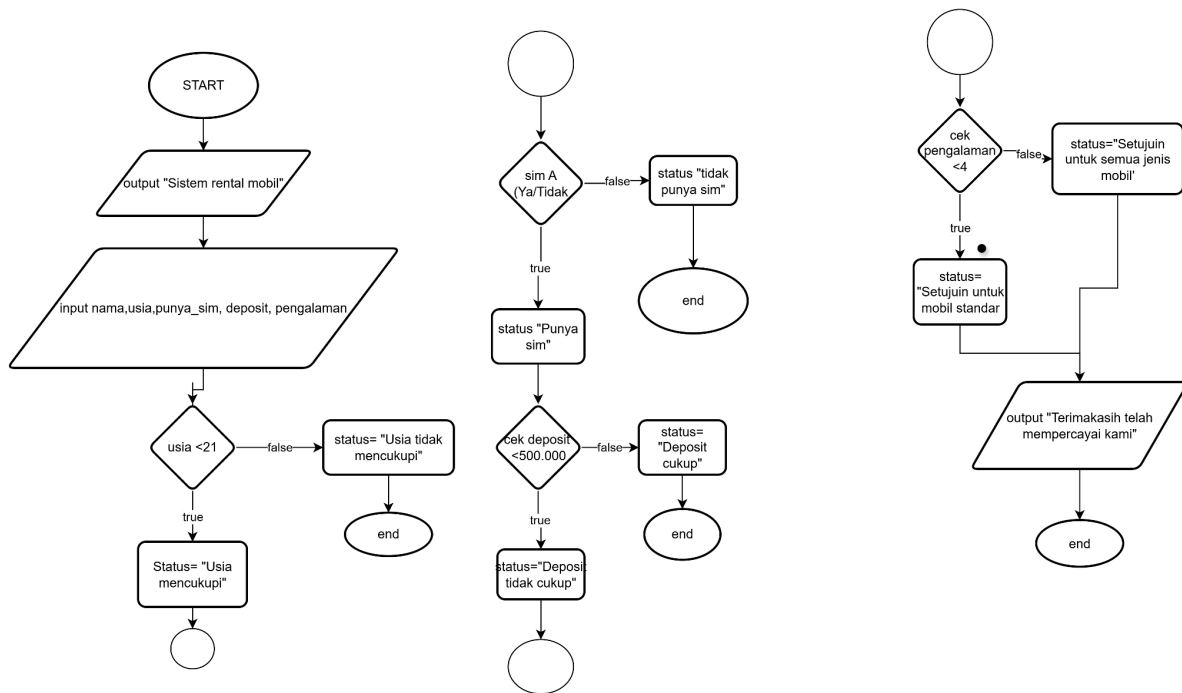 START
output "Sistem rental mobil"
input nama,usia,punya_sim, deposit, pengalaman
usia <21
false
status= "Usia tidak
mencukupi"
end
true
Status= "Usia
mencukupi"
sim A
(Ya/Tidak
false
status "tidak
punya sim"
end
true
status "Punya
sim"
cek deposit
<500.000
false
status=
"Deposit
cukup"
end
true
status="Deposit
tidak cukup"
cek
pengalaman
<4
false
status="Setujuin
untuk semua jenis
mobil'
true
status=
"Setujuin untuk
mobil standar
output "Terimakasih telah
mempercayai kami"
end